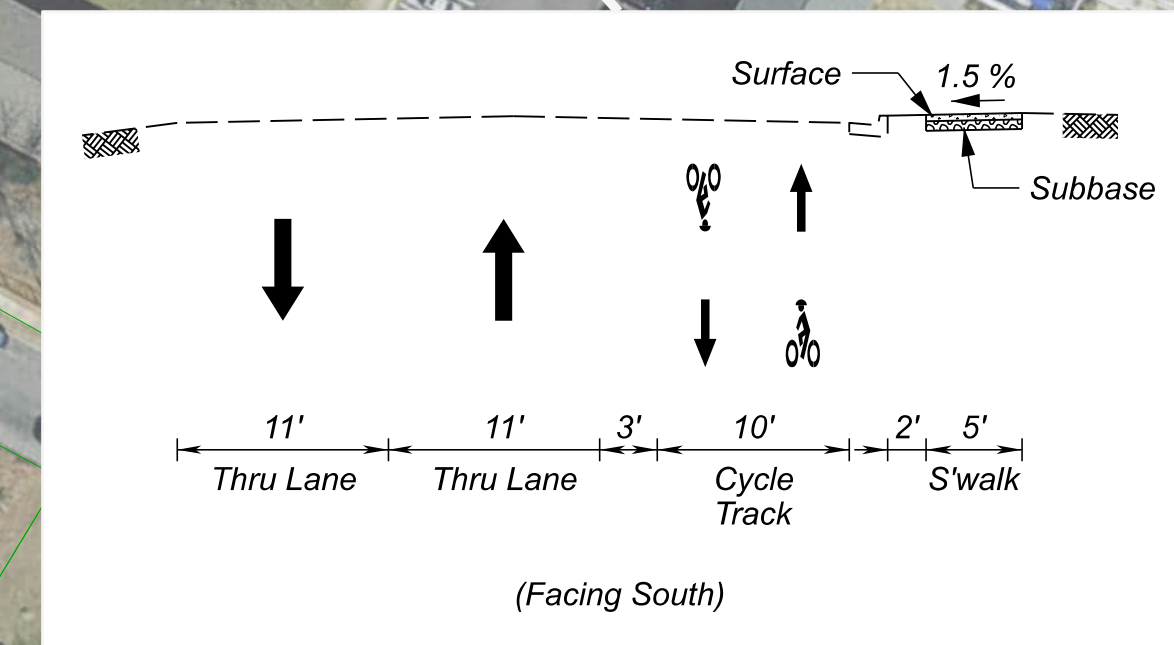 Surface
1.5 %
Subbase
11'
11'
3'
10'
2'
5'
Thru Lane
Thru Lane
Cycle
Track
S'walk
(Facing South)